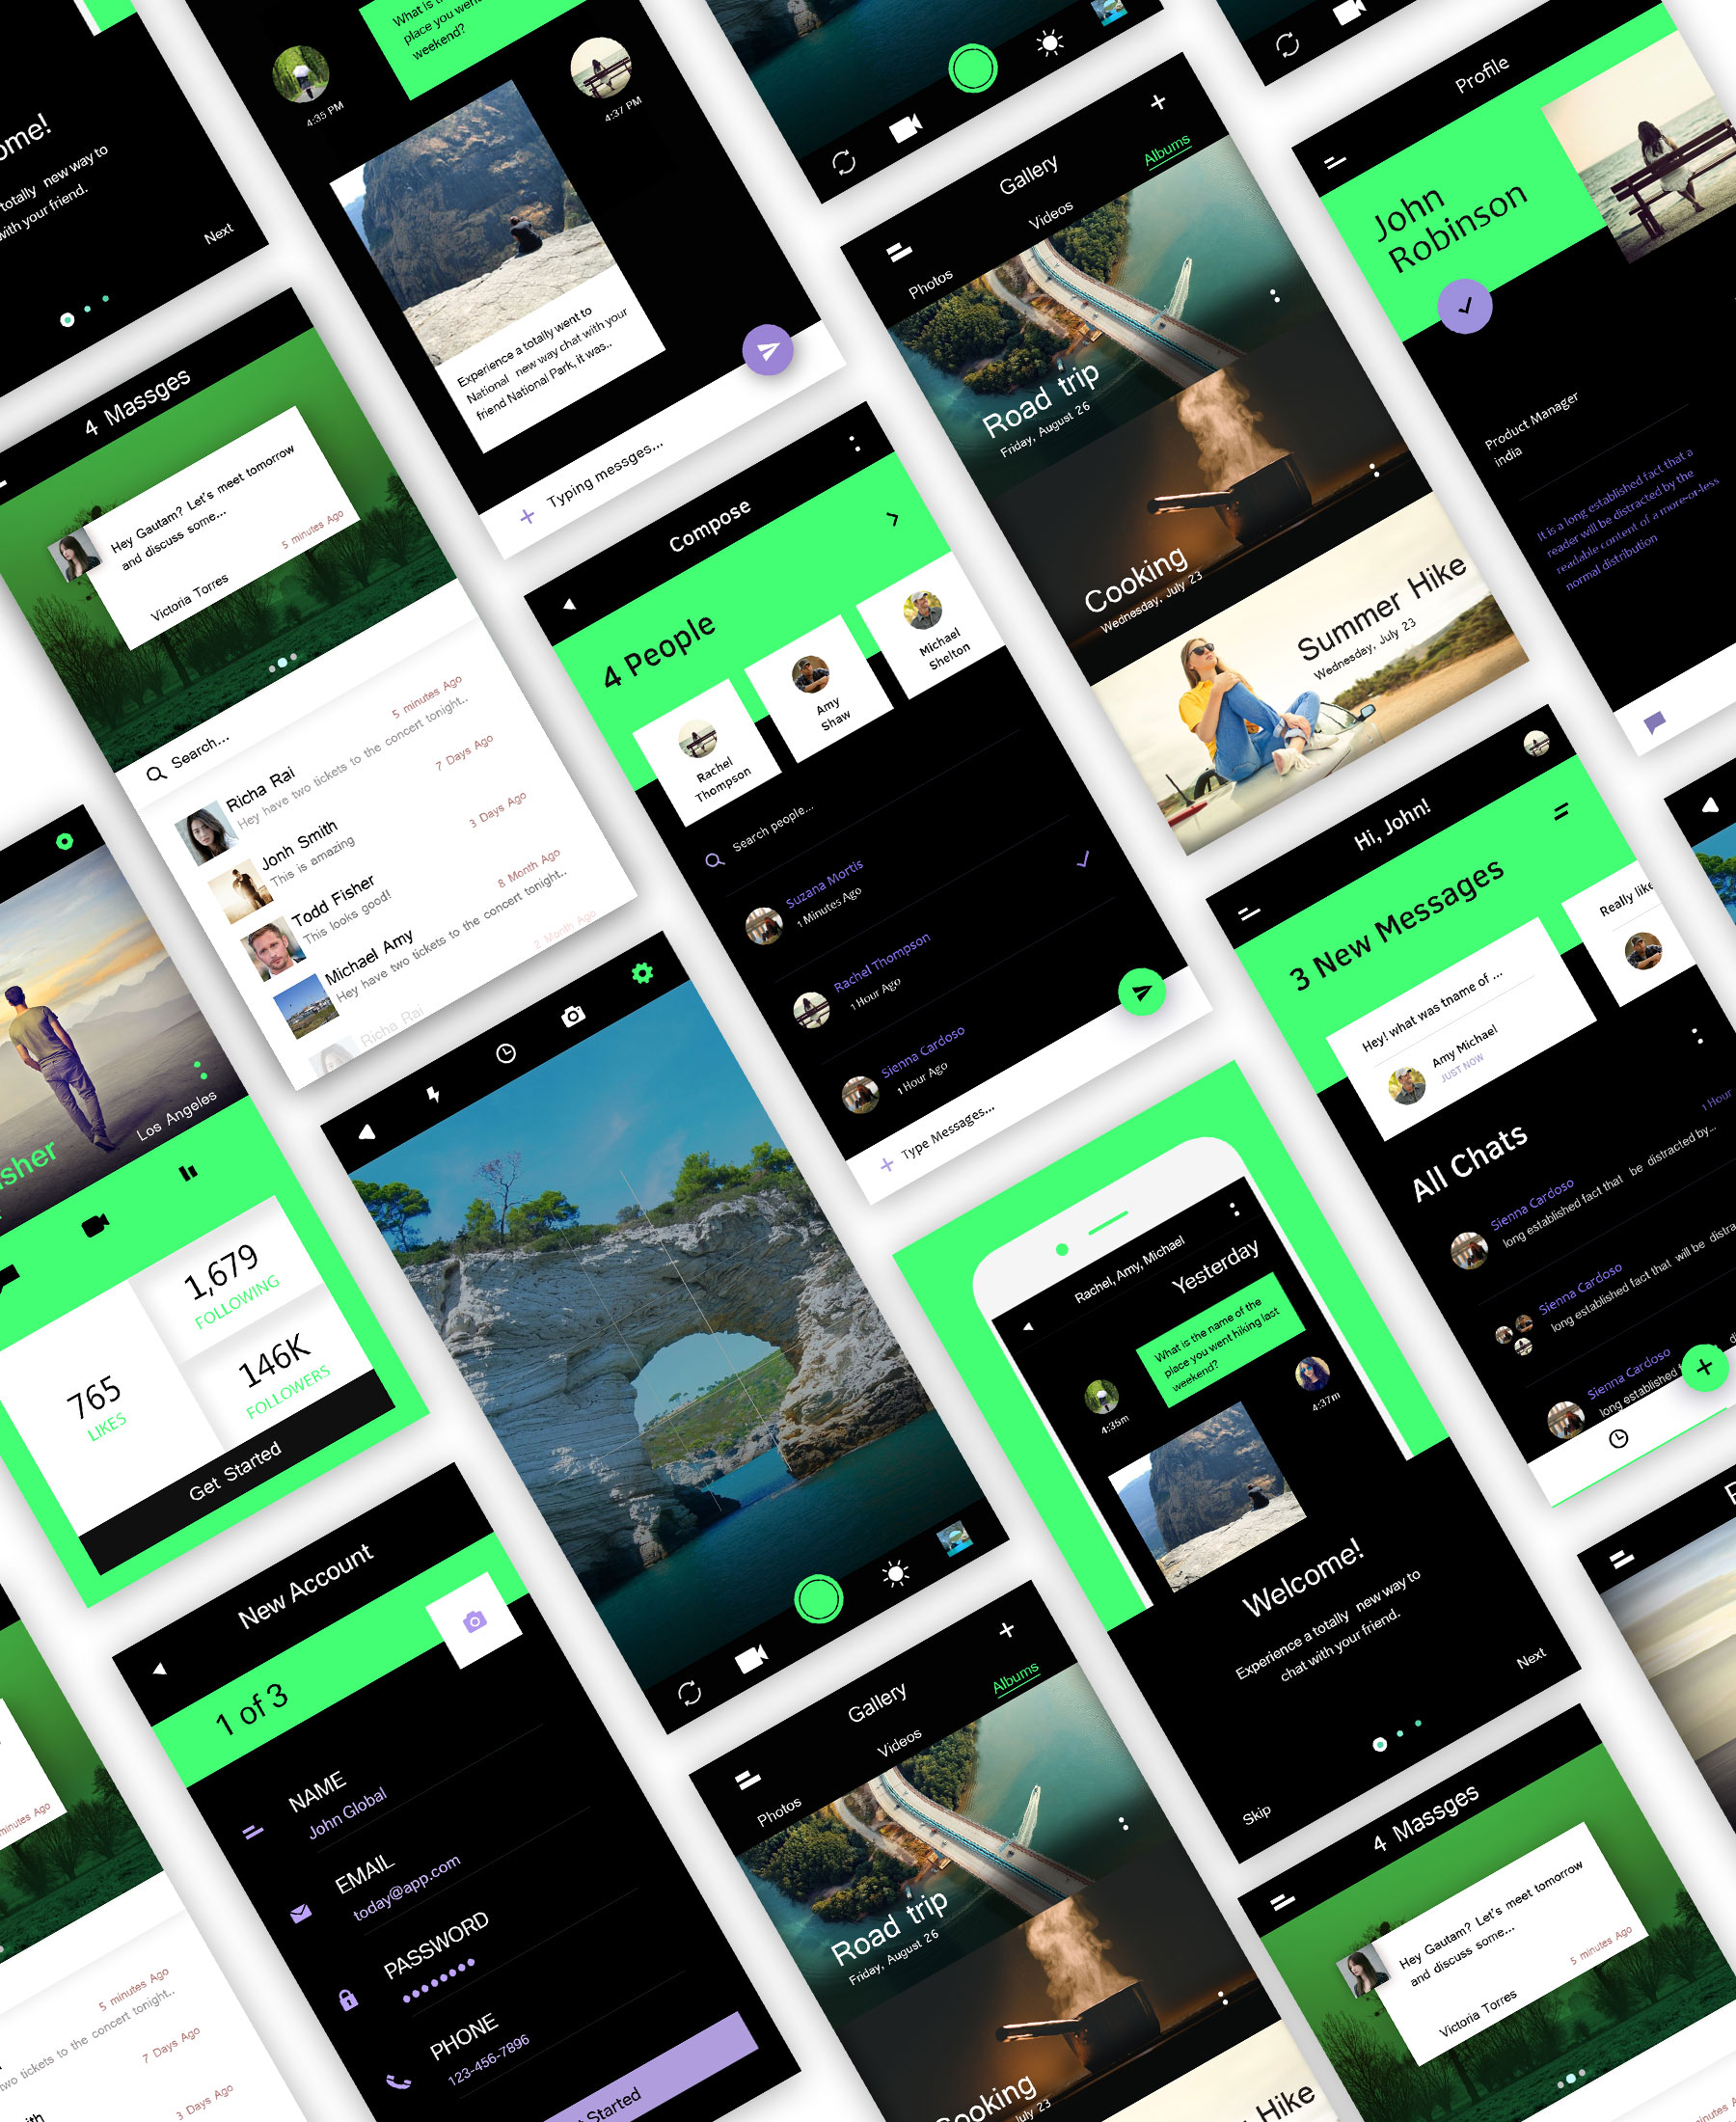 ome!
totally new way to
with your friend.
Next
What is
place you went
weekend?
4:35 PM
4:37 PM
Experience a totally went to
National new way chat with your
friend National Park, it was..
Typing messges...
Gallery
Photos
Videos
Albums
Road trip
Friday, August 26
Cooking
Wednesday, July 23
Summer Hike
Wednesday, July 23
Profile
John
Robinson
Product Manager
india
It is a long established fact that a
reader will be distracted by the
readable content of a more-or-less
normal distribution
4 Massges
Hey Gautam? Let's meet tomorrow
and discuss some...
5 minutes Ago
Victoria Torres
Search...
5 minutes Ago
Richa Rai
Hey have two tickets to the concert tonight..
7 Days Ago
Jonh Smith
This is amazing
3 Days Ago
Todd Fisher
This looks good!
8 Month Ago
Michael Amy
Hey have two tickets to the concert tonight..
2 Month Ago
Richa Rai
Compose
4 People
Rachel
Thompson
Amy
Shaw
Michael
Shelton
Search people...
Suzana Mortis
1 Minutes Ago
Rachel Thompson
1 Hour Ago
Sienna Cardoso
1 Hour Ago
Type Messages...
Hi, John!
3 New Messages
Hey! what was tname of ...
Amy Michael
JUST NOW
Really like
All Chats
1 Hour
Sienna Cardoso
long established fact that be distracted by...
Sienna Cardoso
long established fact that will be distra
Sienna Cardoso
long established
sher
Los Angeles
765
LIKES
1,679
FOLLOWING
146K
FOLLOWERS
Get Started
Rachel, Amy, Michael
Yesterday
What is the name of the
place you went hiking last
weekend?
4:35m
4:37m
Welcome!
Experience a totally new way to
chat with your friend.
Skip
Next
New Account
1 of 3
NAME
John Global
EMAIL
today@app.com
PASSWORD
PHONE
123-456-7896
Started
Gallery
Photos
Videos
Albums
Road trip
Friday, August 26
ooking
uly 23
Hike
4 Massges
Hey Gautam? Let's meet tomorrow
and discuss some...
5 minutes Ago
Victoria Torres
minutes Ago
5 minutes Ago
wo tickets to the concert tonight..
7 Days Ago
ith
3 Days Ago